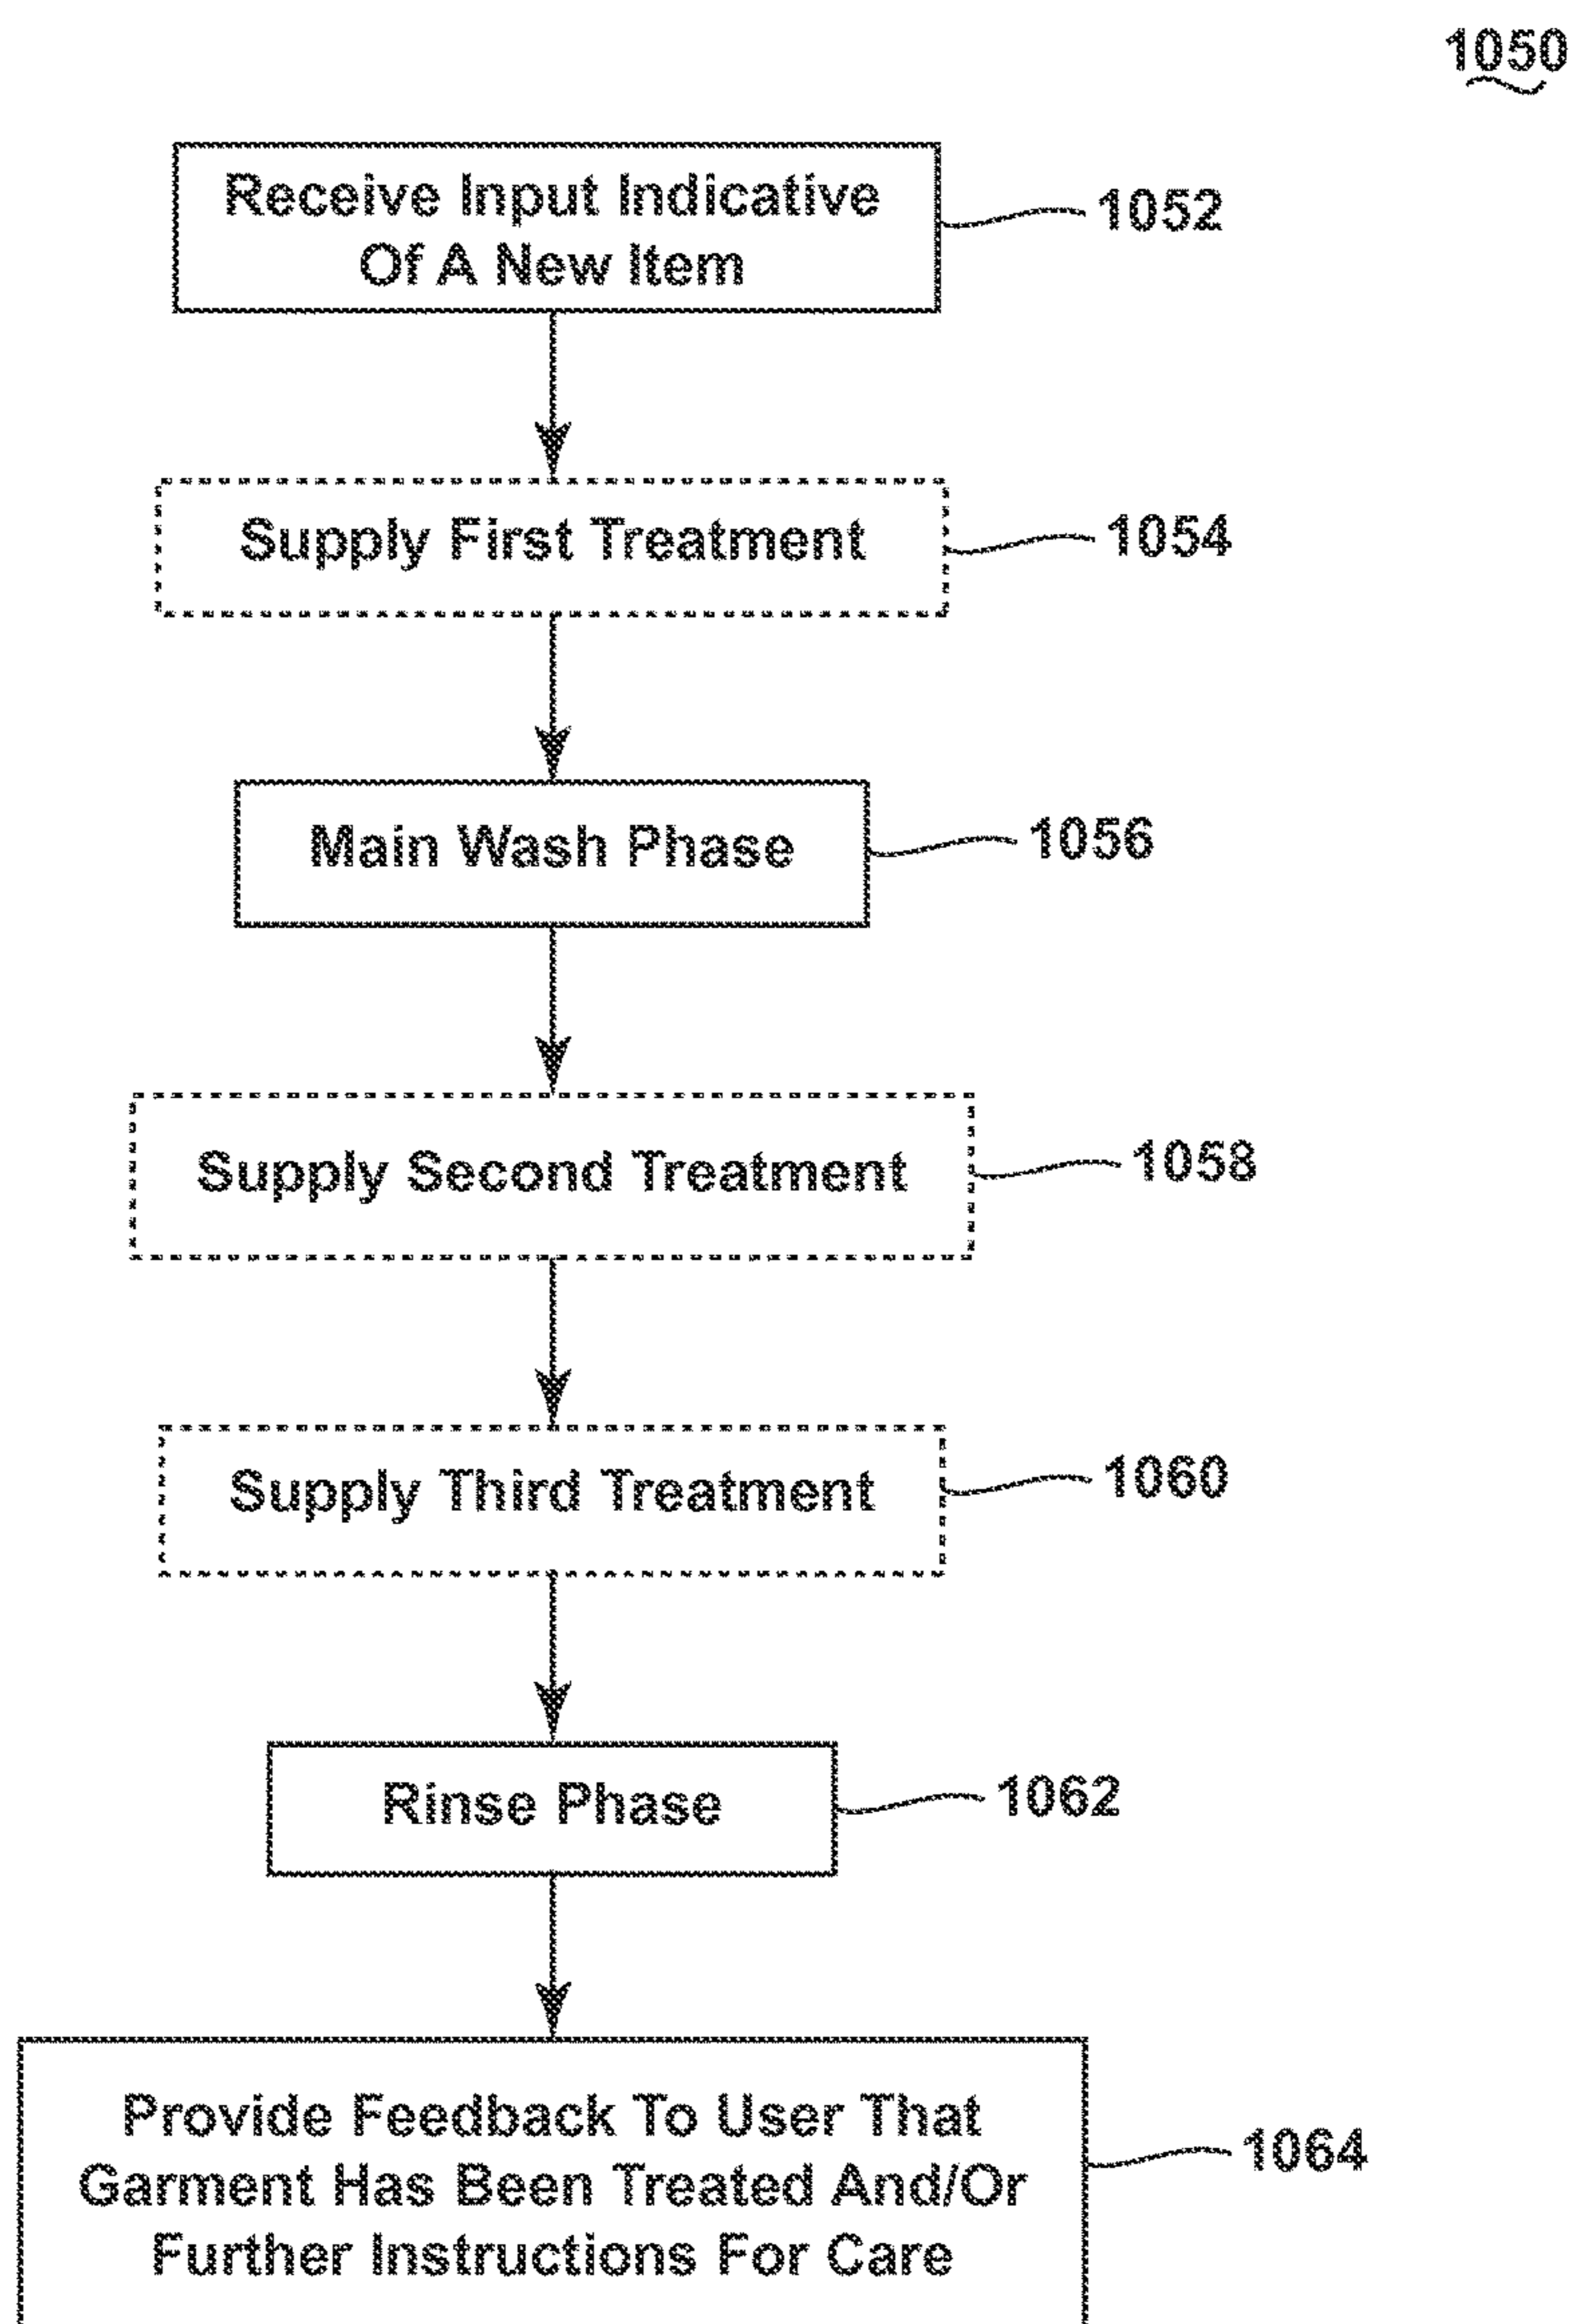 1050
Receive Input Indicative
Of A New Item
1052
Supply First Treatment
1054
Main Wash Phase
1056
Supply Second Treatment
1058
Supply Third Treatment
1060
Rinse Phase
1062
Provide Feedback To User That
Garment Has Been Treated And/Or
Further Instructions For Care
1064